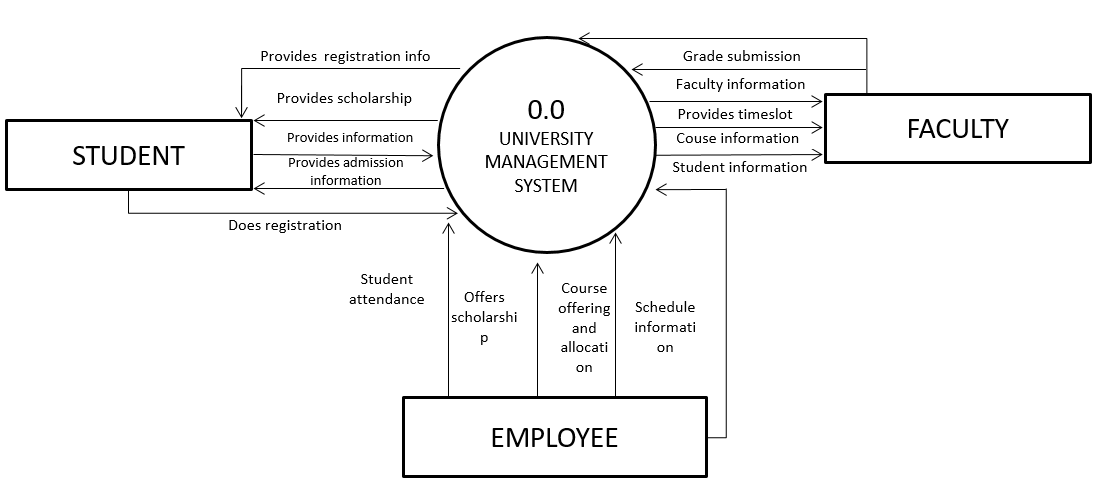 Provides registration info
Provides scholarship
Provides information
Provides admission
information
Does registration
STUDENT
0.0
UNIVERSITY
MANAGEMENT
SYSTEM
Grade submission
Faculty information
Provides timeslot
Couse information
Student information
FACULTY
Student
attendance
Offers
scholarshi
p
Course
offering
and
allocati
on
Schedule
informati
on
EMPLOYEE